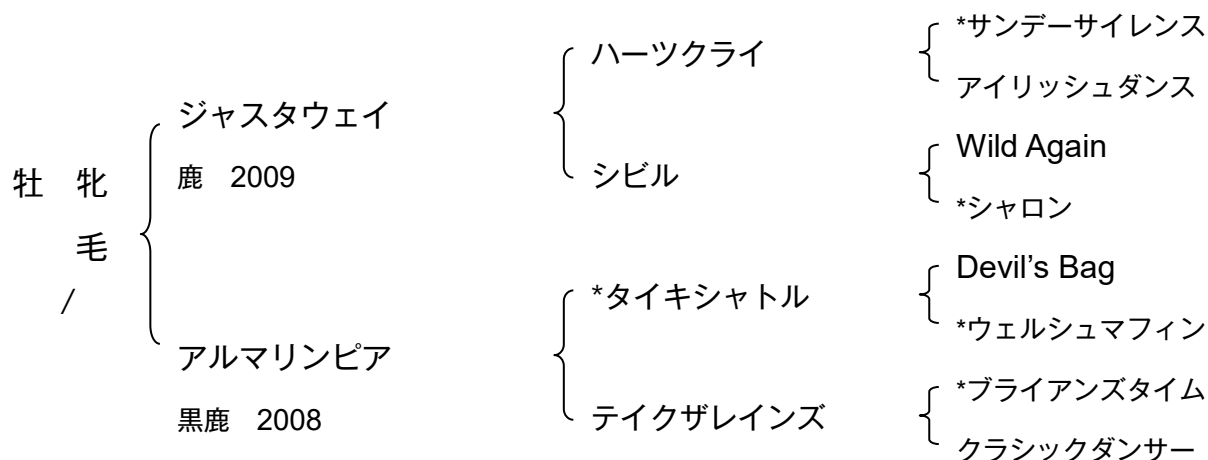 牡 牝
毛
/
ジャスタウェイ
鹿 2009
アルマリンピア
黒鹿 2008
ハーツクライ
シビル
*タイキシャトル
テイクザレインズ
*サンデーサイレンス
アイリッシュダンス
Wild Again
*シャロン
Devil’s Bag
*ウェルシュマフィン
*ブライアンズタイム
クラシックダンサー